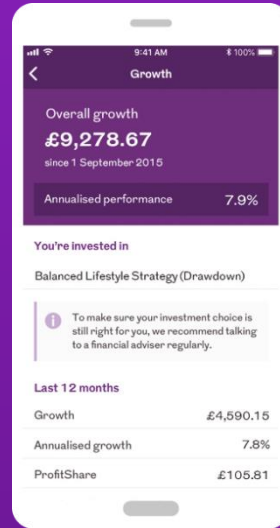 9:41 AM
100%
Growth
Overall growth
£9,278.67
since 1 September 2015
Annualised performance 7.9%
You're invested in
Balanced Lifestyle Strategy (Drawdown)
To make sure your investment choice is
still right for you, we recommend talking
to a financial adviser regularly.
Last 12 months
Growth £4,590.15
Annualised growth 7.8%
ProfitShare £105.81